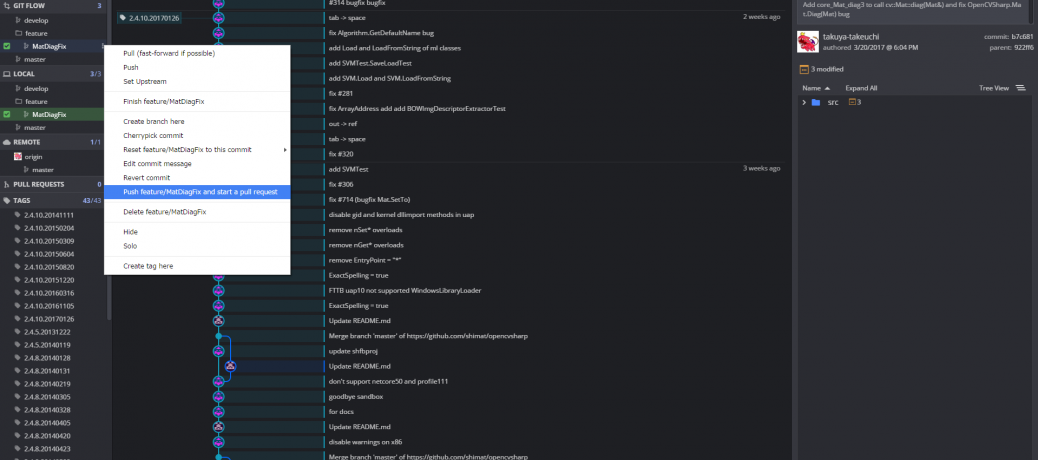 GIT FLOW 3
develop
feature
MatDiagFix
master
LOCAL 3/3
develop
feature
MatDiagFix
master
REMOTE 1/1
origin
master
PULL REQUESTS 0
TAGS 43/43
2.4.10.20141111
2.4.10.20150204
2.4.10.20150309
2.4.10.20150604
2.4.10.20150820
2.4.10.20151220
2.4.10.20160316
2.4.10.20161105
2.4.10.20170126
2.4.5.20131222
2.4.5.20140119
2.4.8.20140128
2.4.8.20140131
2.4.8.20140219
2.4.8.20140305
2.4.8.20140328
2.4.8.20140405
2.4.8.20140420
2.4.8.20140423
2.4.10.20170126
Pull (fast-forward if possible)
Push
Set Upstream
Finish feature/MatDiagFix
Create branch here
Cherrypick commit
Reset feature/MatDiagFix to this commit
Edit commit message
Revert commit
Push feature/MatDiagFix and start a pull request
Delete feature/MatDiagFix
Hide
Solo
Create tag here
#314 bugfix bugfix
tab -> space 2 weeks ago
fix Algorithm.GetDefaultName bug
add Load and LoadFromString of ml classes
add SVMTest.SaveLoadTest
add SVM.Load and SVM.LoadFromString
fix #281
fix ArrayAddress add add BOWImgDescriptorExtractorTest
out -> ref
tab -> space
fix #320
add SVMTest 3 weeks ago
fix #306
fix #714 (bugfix Mat.SetTo)
disable gid and kernel dllimport methods in uap
remove nSet* overloads
remove nGet* overloads
remove EntryPoint = "*"
ExactSpelling = true
FTTB uap10 not supported WindowsLibraryLoader
ExactSpelling = true
Update README.md
Merge branch 'master' of https://github.com/shimat/opencvsharp
update shfbproj
Update README.md
don't support netcore50 and profile111
goodbye sandbox
for docs
Update README.md
disable warnings on x86
Merge branch 'master' of https://github.com/shimat/opencvsharp
Add core_Mat_diag3 to call cv::Mat::diag(Mat&) and fix OpenCVSharp.Ma
t.Diag(Mat) bug
takuya-takeuchi commit: b7c681
authored 3/20/2017 @ 6:04 PM parent: 922ff6
3 modified
Name Expand All Tree View
src 3